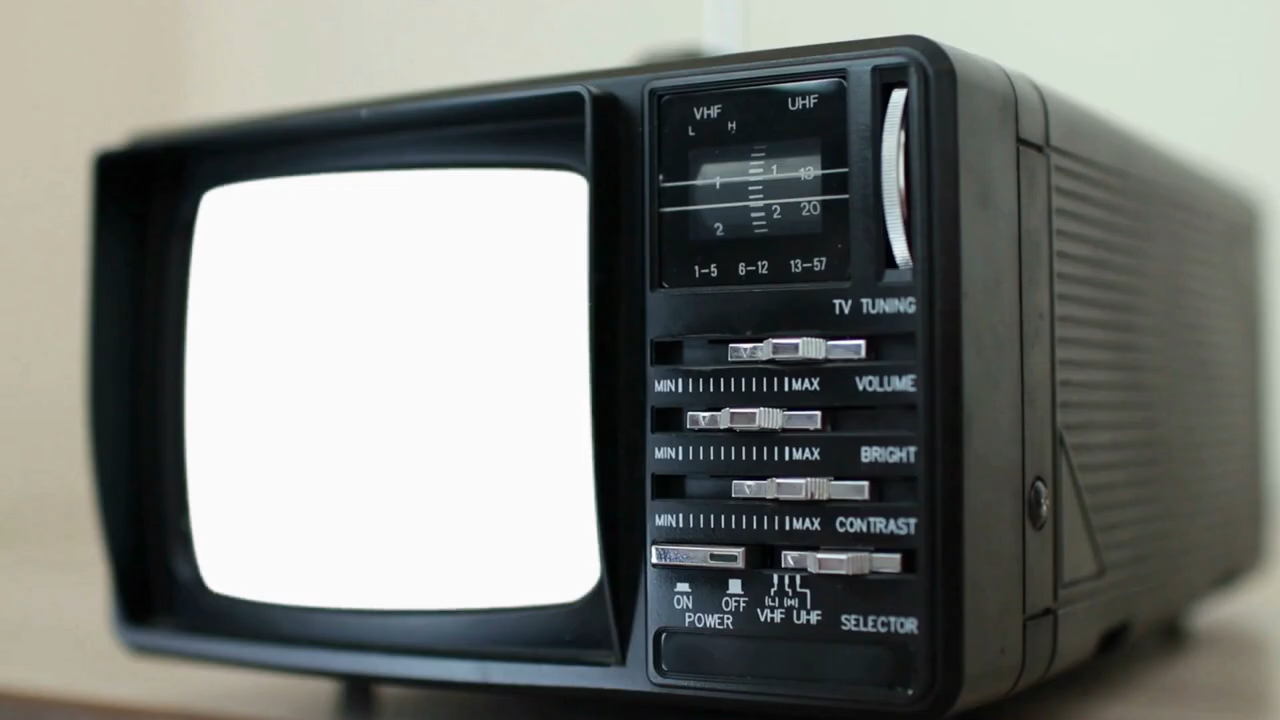 VHF UHF
L H
1 1 13
2 2 20
1-5 6-12 13-57
TV TUNING
MIN MAX VOLUME
MIN MAX BRIGHT
MIN MAX CONTRAST
ON OFF (L) (H)
POWER VHF UHF SELECTOR